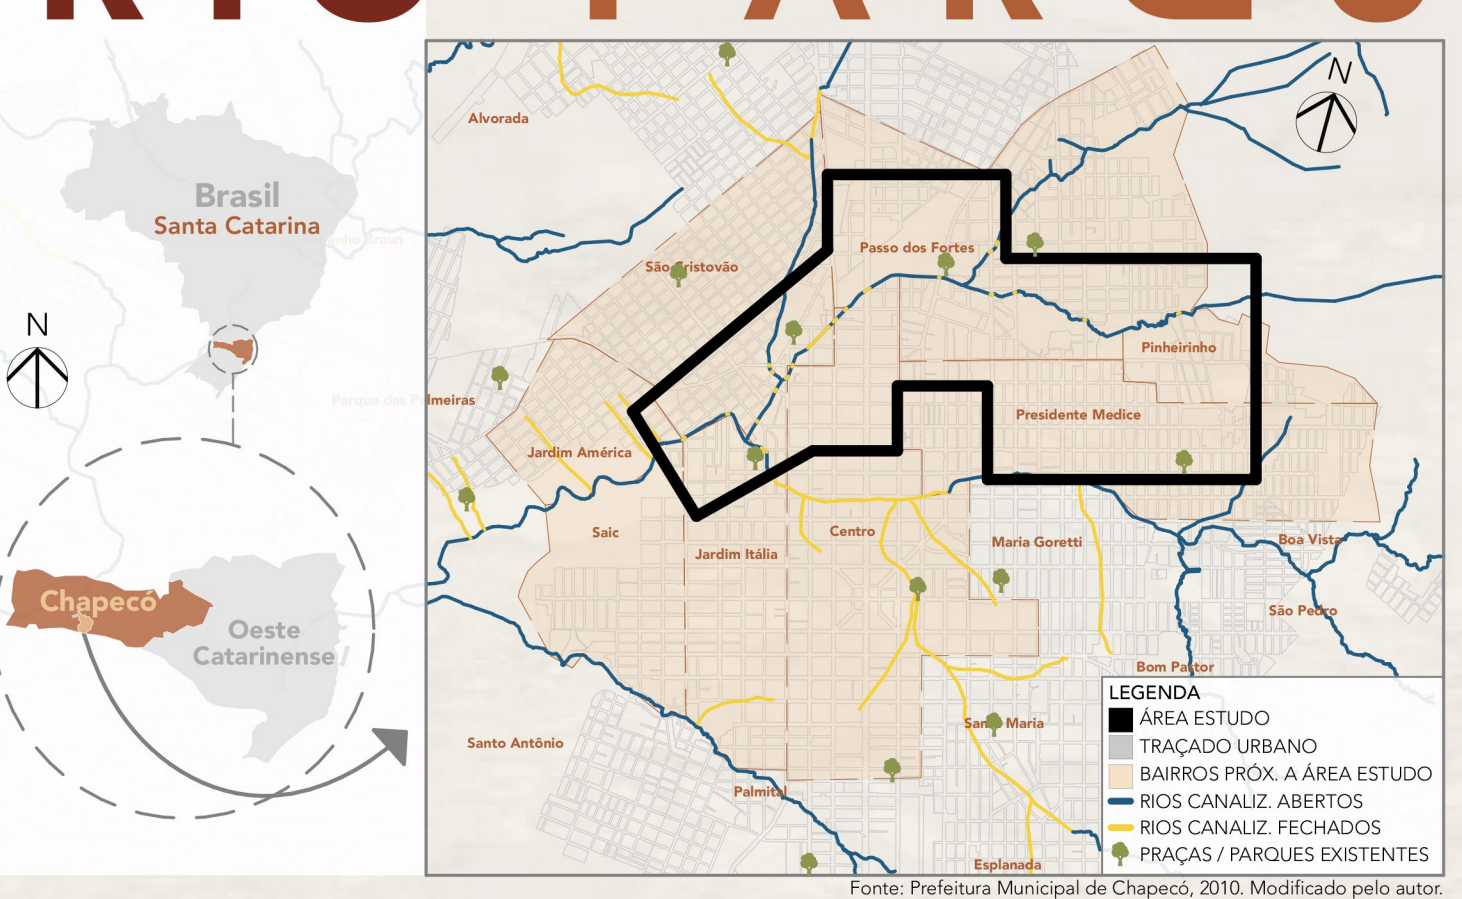 Brasil
Santa Catarina
N
Parque das Palmeiras
Chapecó
Oeste
Catarinense
N
Alvorada
São Cristovão
Passo dos Fortes
Pinheirinho
Presidente Medice
Jardim América
Saic
Jardim Itália
Centro
Maria Goretti
Boa Vista
São Pedro
Bom Pastor
Santa Maria
Santo Antônio
Palmital
Esplanada
LEGENDA
ÁREA ESTUDO
TRAÇADO URBANO
BAIRROS PRÓX. A ÁREA ESTUDO
RIOS CANALIZ. ABERTOS
RIOS CANALIZ. FECHADOS
PRAÇAS / PARQUES EXISTENTES
Fonte: Prefeitura Municipal de Chapecó, 2010. Modificado pelo autor.